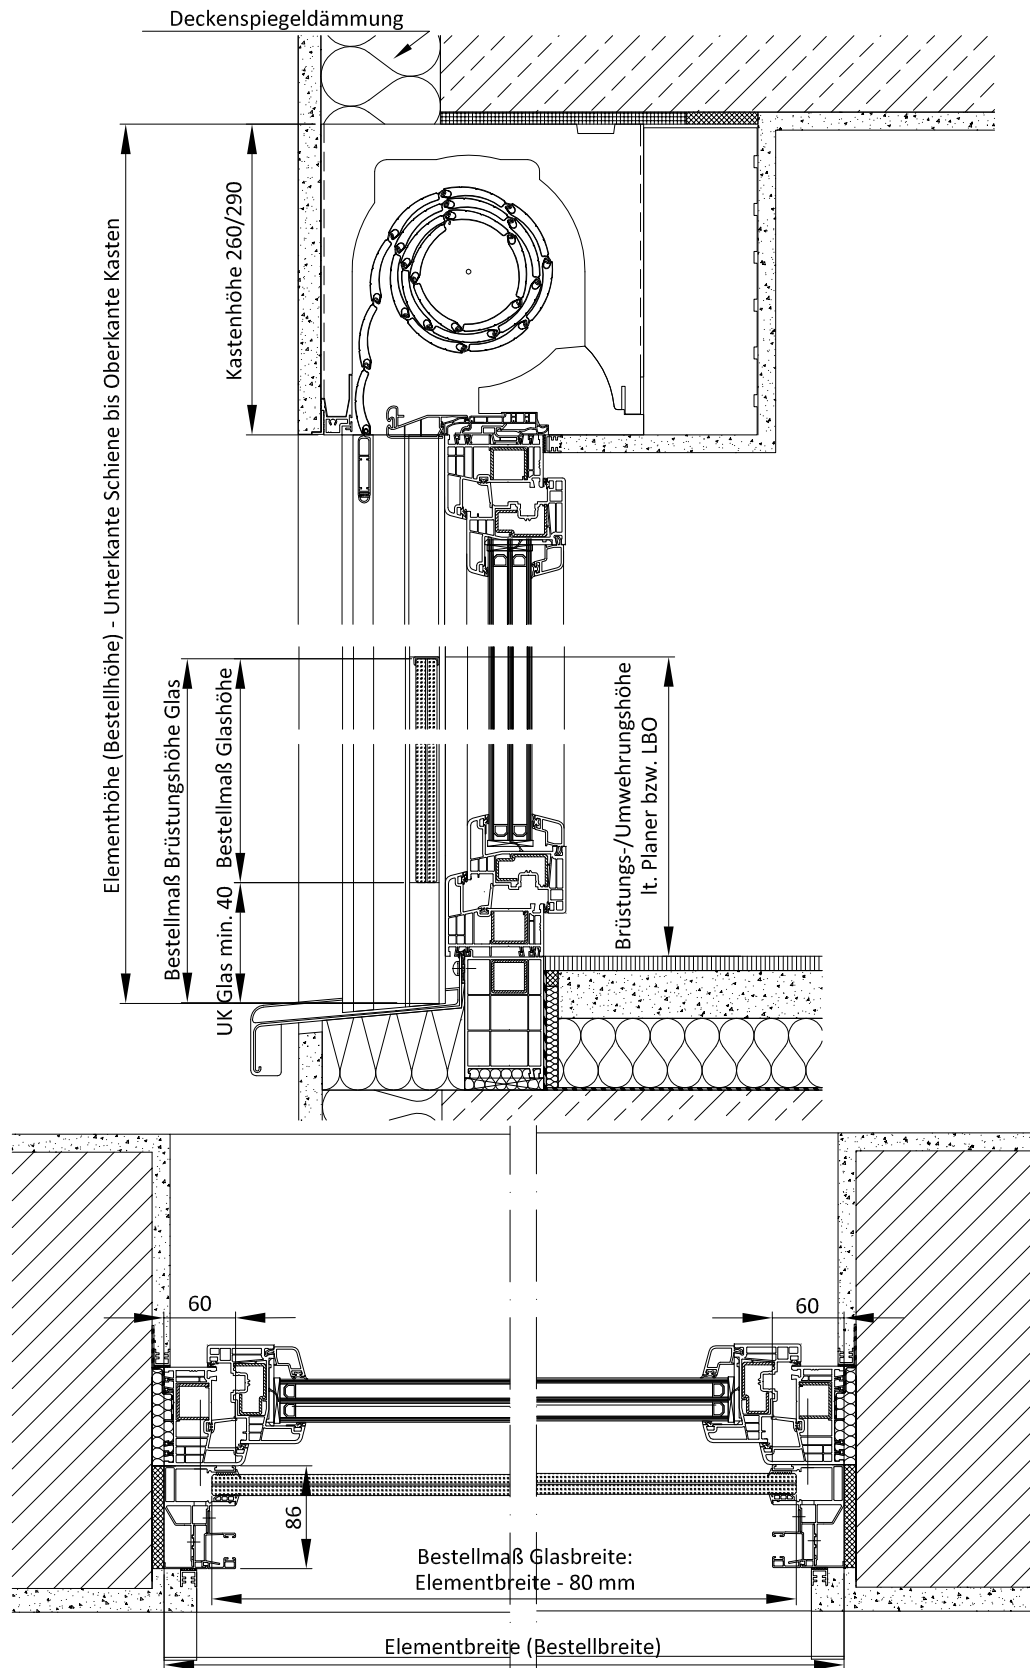 Deckenspiegeldämmung
Kastenhöhe 260/290
Elementhöhe (Bestellhöhe) - Unterkante Schiene bis Oberkante Kasten
Bestellmaß Brüstungshöhe Glas
Bestellmaß Glashöhe
UK Glas min. 40
Brüstungs-/Umwehrungshöhe
lt. Planer bzw. LBO
60
60
86
Bestellmaß Glasbreite:
Elementbreite - 80 mm
Elementbreite (Bestellbreite)